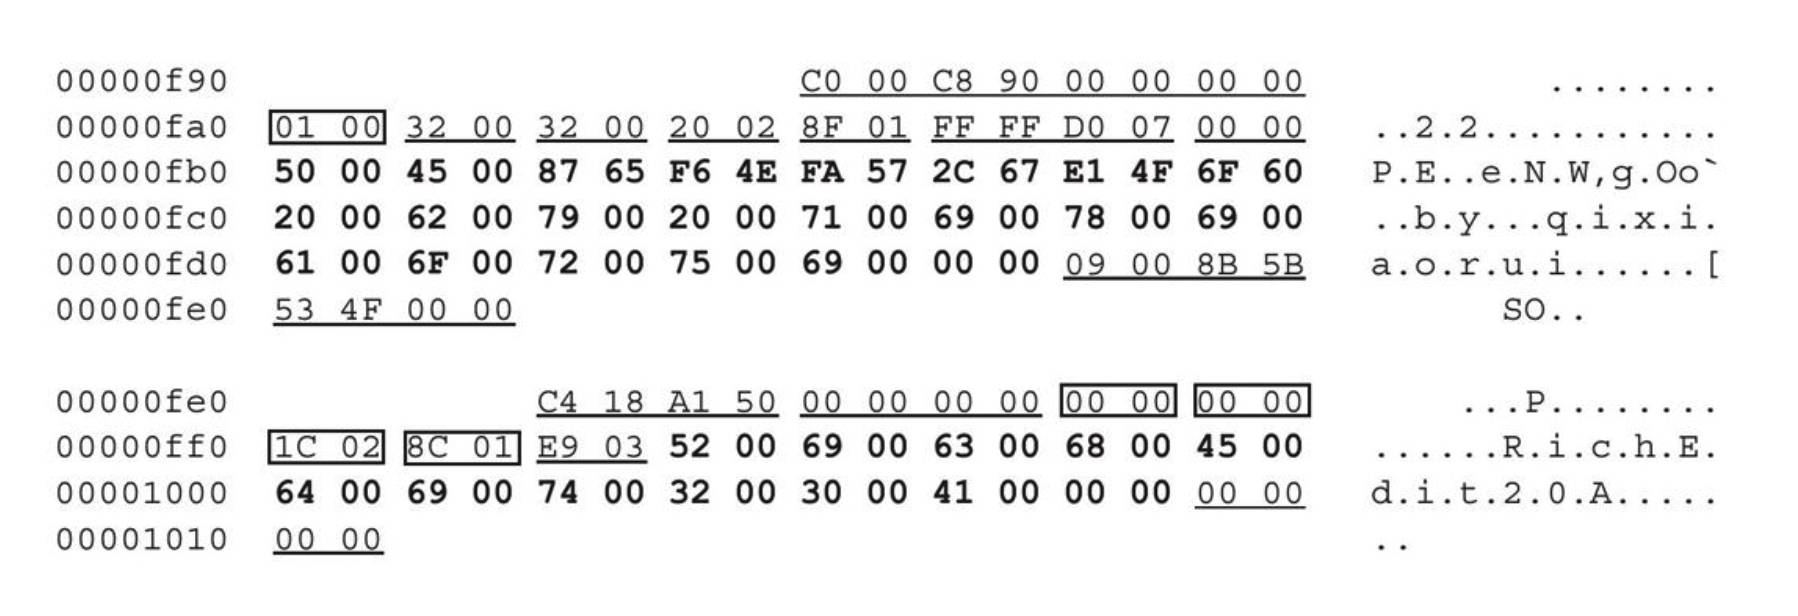 00000f90 C0 00 C8 90 00 00 00 00 ........
00000fa0 01 00 32 00 32 00 20 02 8F 01 FF FF D0 07 00 00 ..2.2...........
00000fb0 50 00 45 00 87 65 F6 4E FA 57 2C 67 E1 4F 6F 60 P.E..e.N.W,g.Oo`
00000fc0 20 00 62 00 79 00 20 00 71 00 69 00 78 00 69 00 ..b.y...q.i.x.i.
00000fd0 61 00 6F 00 72 00 75 00 69 00 00 00 09 00 8B 5B a.o.r.u.i......[
00000fe0 53 4F 00 00 SO..
00000fe0 C4 18 A1 50 00 00 00 00 00 00 00 00 ...P........
00000ff0 1C 02 8C 01 E9 03 52 00 69 00 63 00 68 00 45 00 ......R.i.c.h.E.
00001000 64 00 69 00 74 00 32 00 30 00 41 00 00 00 00 00 d.i.t.2.0.A.....
00001010 00 00 ..